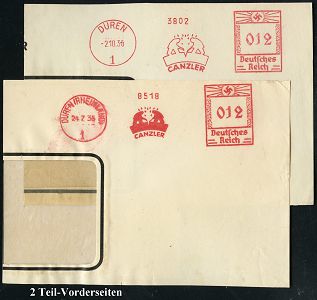 DÜREN
-2.10.36
1
3802
CANZLER
012
Deutsches
Reich
DÜREN (RHEINLAND)
24.7.36
1
8518
CANZLER
012
Deutsches
Reich
2 Teil-Vorderseiten